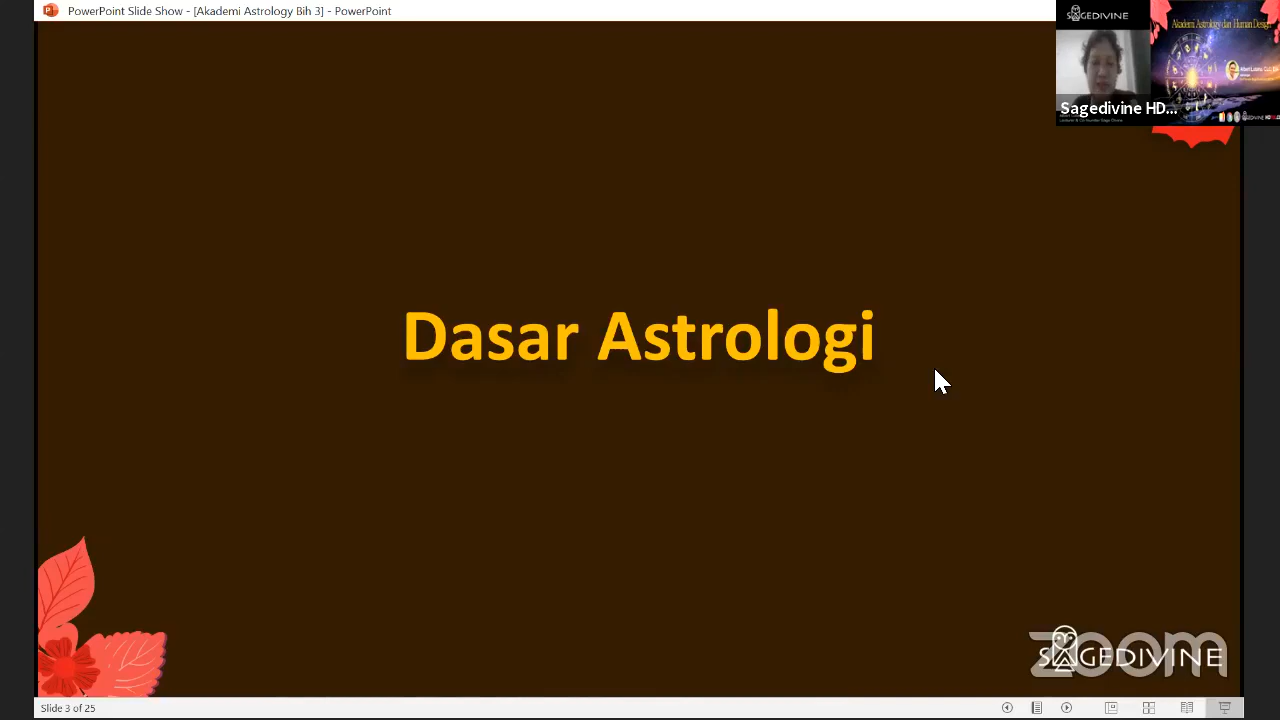 PowerPoint Slide Show - [Akademi Astrology Bih 3] - PowerPoint
SAGEDIVINE
Akademi Astrology dan Human Design
Sagedivine HD...
Dasar Astrologi
zoom
SAGEDIVINE
Slide 3 of 25